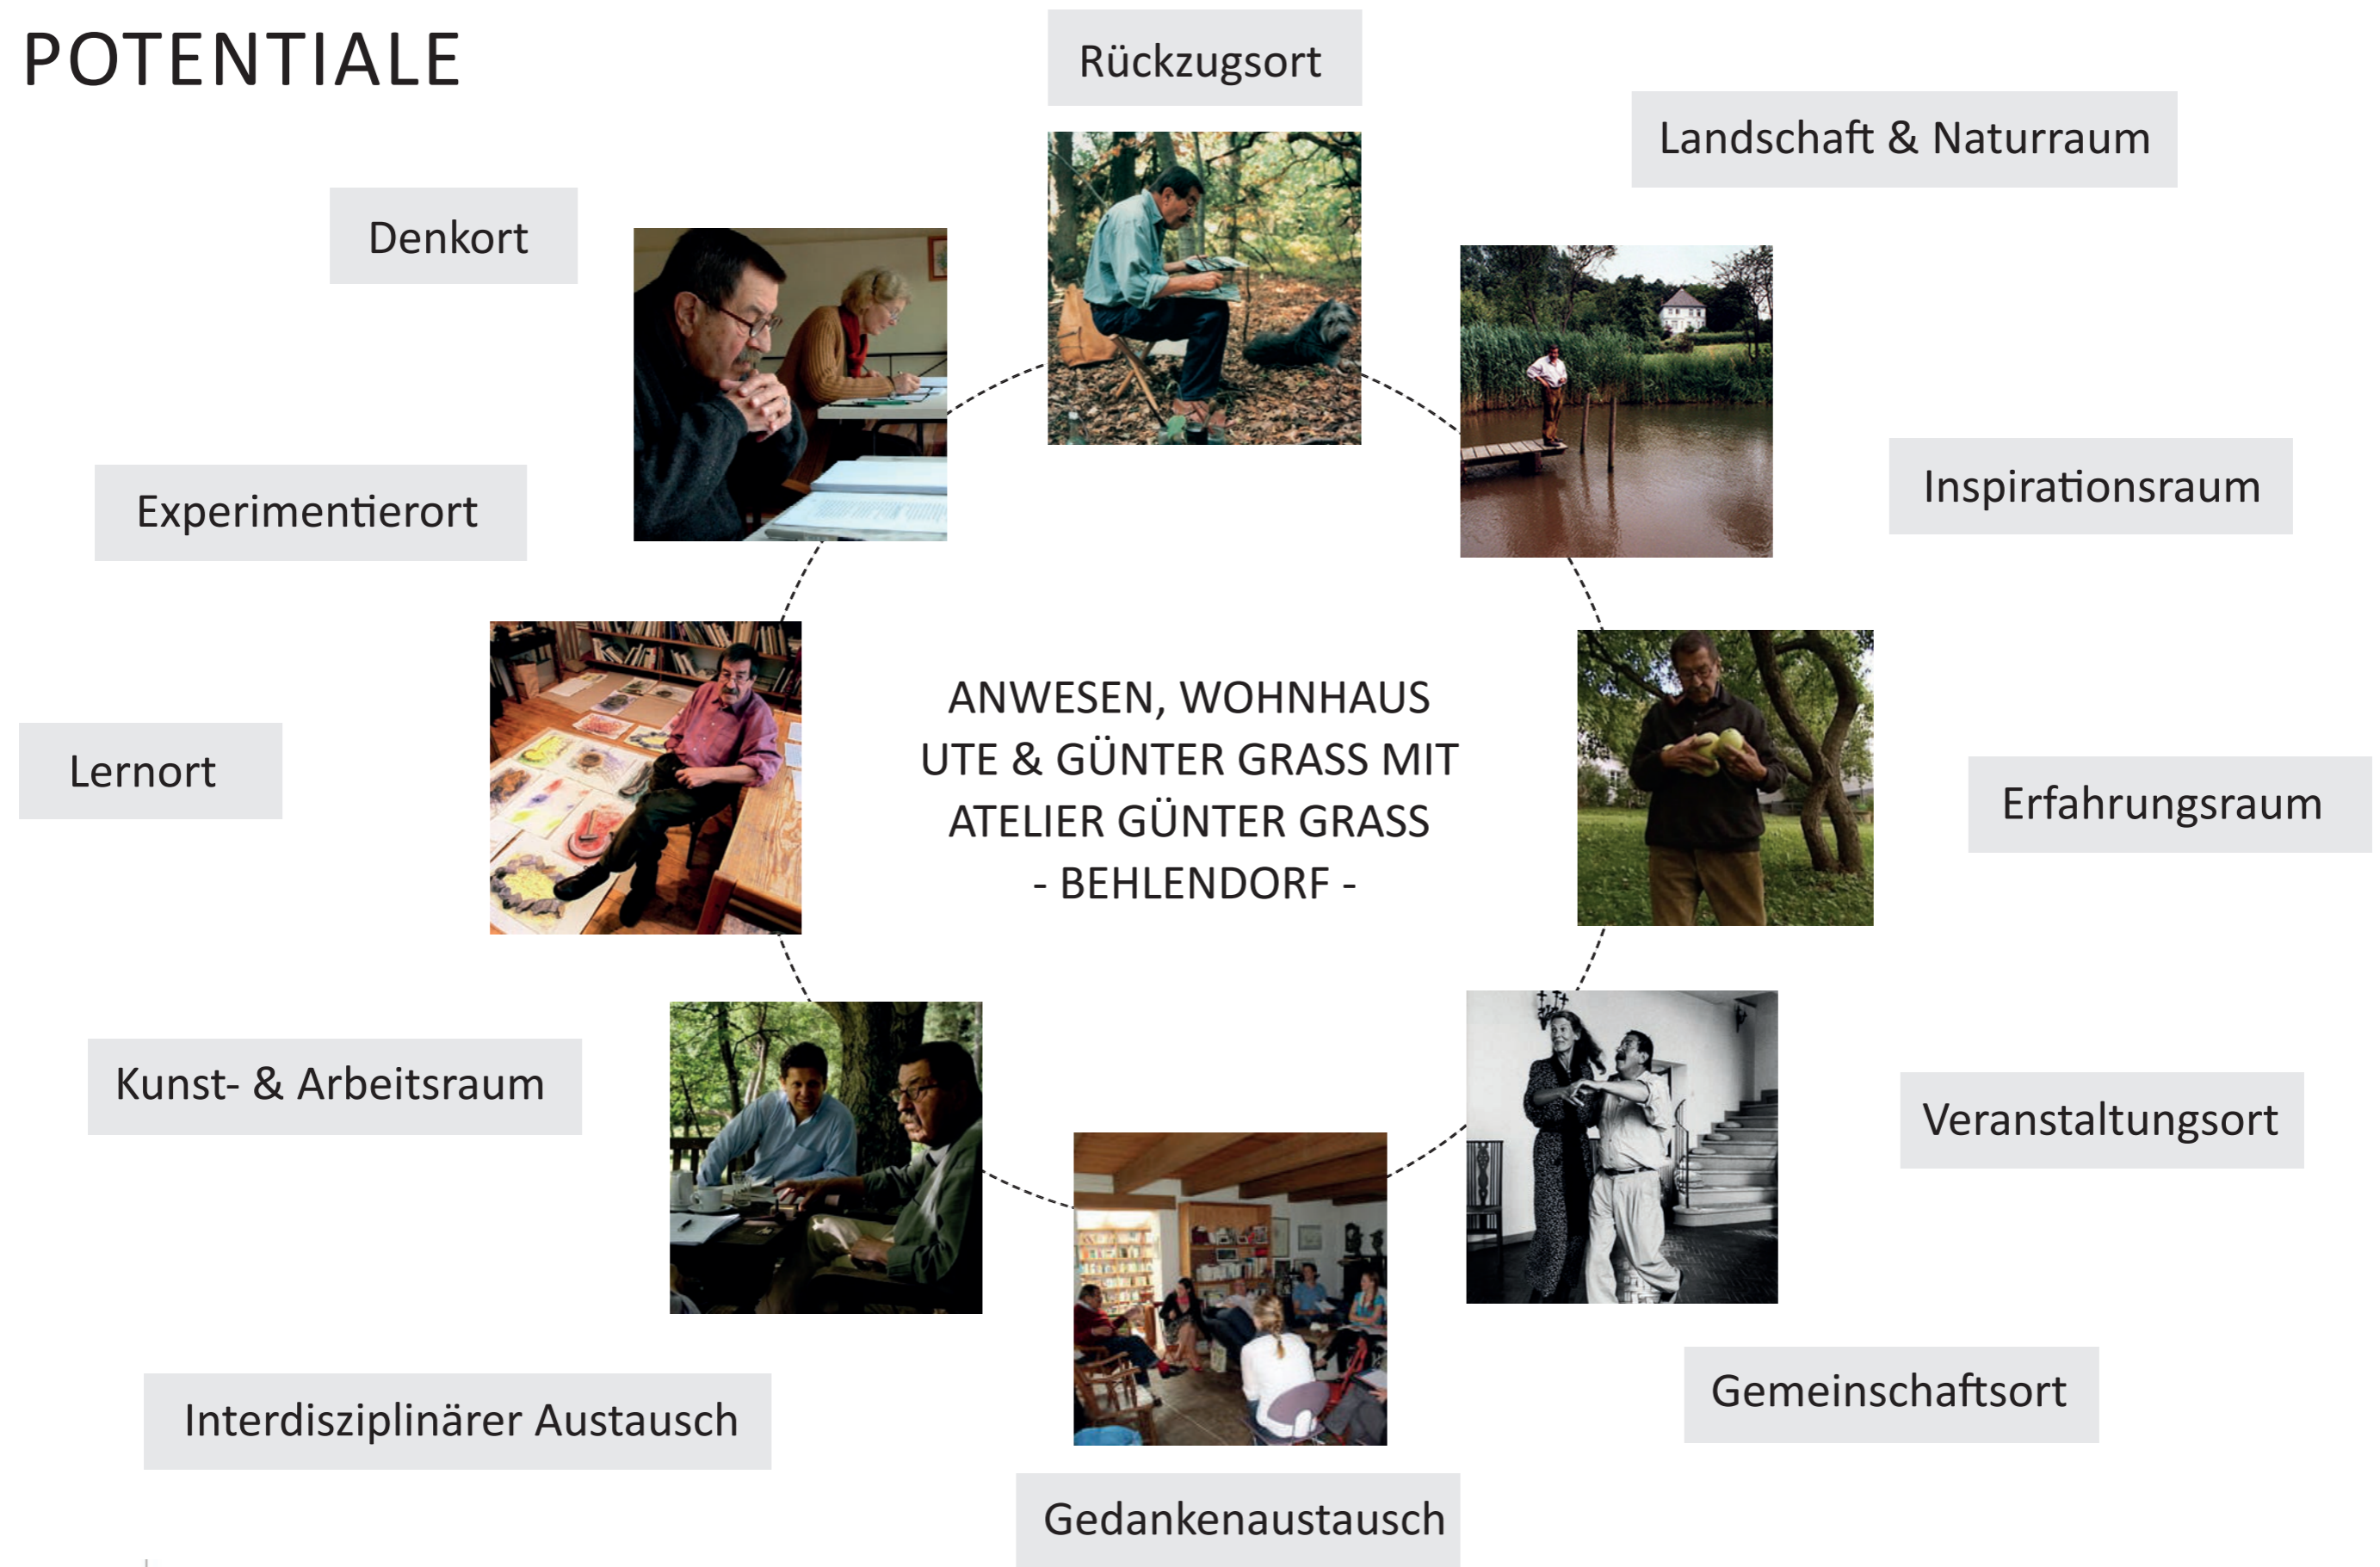 POTENTIALE
Rückzugsort
Landschaft & Naturraum
Denkort
Inspirationsraum
Experimentierort
ANWESEN, WOHNHAUS
UTE & GÜNTER GRASS MIT
ATELIER GÜNTER GRASS
- BEHLENDORF -
Lernort
Erfahrungsraum
Kunst- & Arbeitsraum
Veranstaltungsort
Interdisziplinärer Austausch
Gemeinschaftsort
Gedankenaustausch